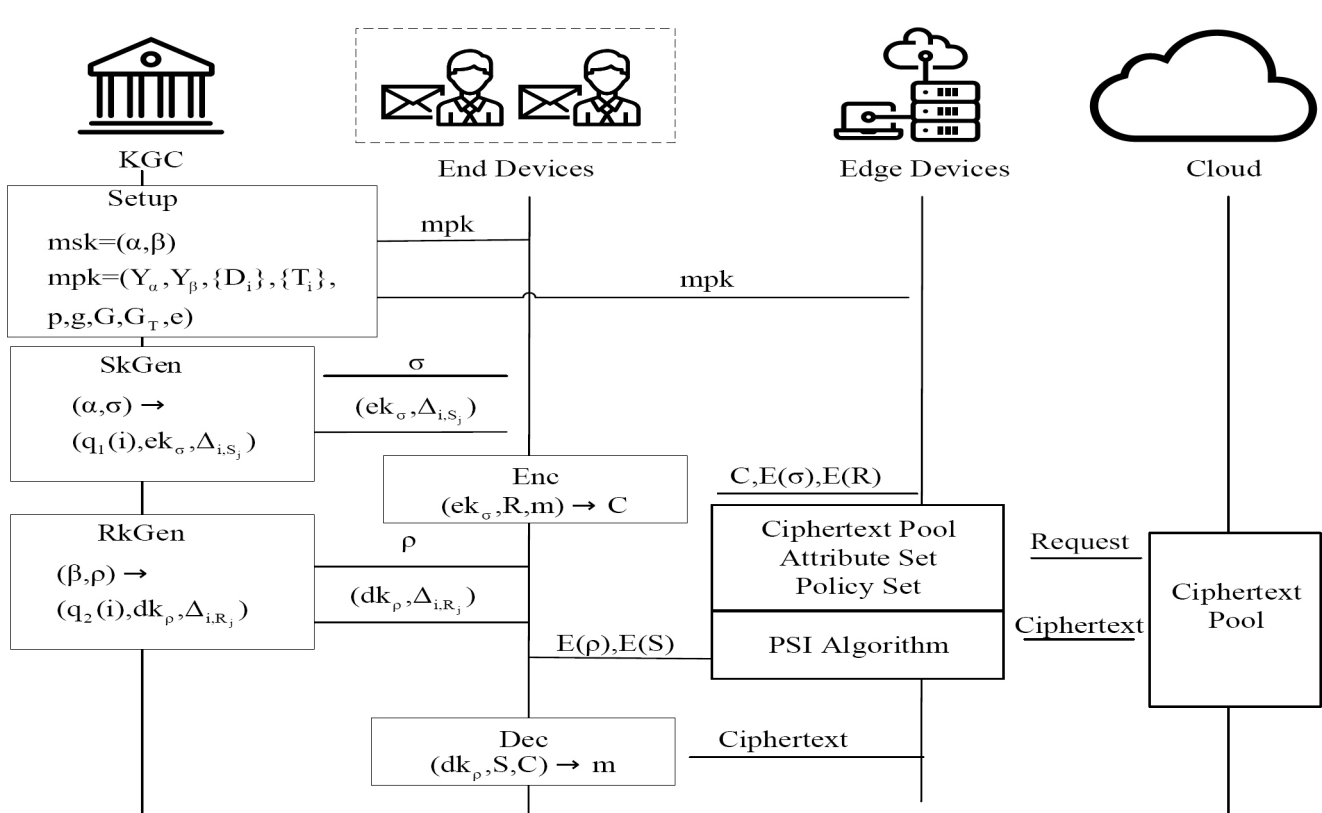 KGC
End Devices
Edge Devices
Cloud
Setup
msk=(α,β)
mpk=(Y_α,Y_β,{D_i},{T_i},
p,g,G,G_T,e)
mpk
mpk
SkGen
(α,σ) →
(q₁(i),ek_σ,Δ_{i,S_j})
σ
(ek_σ,Δ_{i,S_j})
Enc
(ek_σ,R,m) → C
C,E(σ),E(R)
Ciphertext Pool
Attribute Set
Policy Set
PSI Algorithm
Request
Ciphertext
Ciphertext
Pool
RkGen
(β,ρ) →
(q₂(i),dk_ρ,Δ_{i,R_j})
ρ
(dk_ρ,Δ_{i,R_j})
E(ρ),E(S)
Dec
(dk_ρ,S,C) → m
Ciphertext